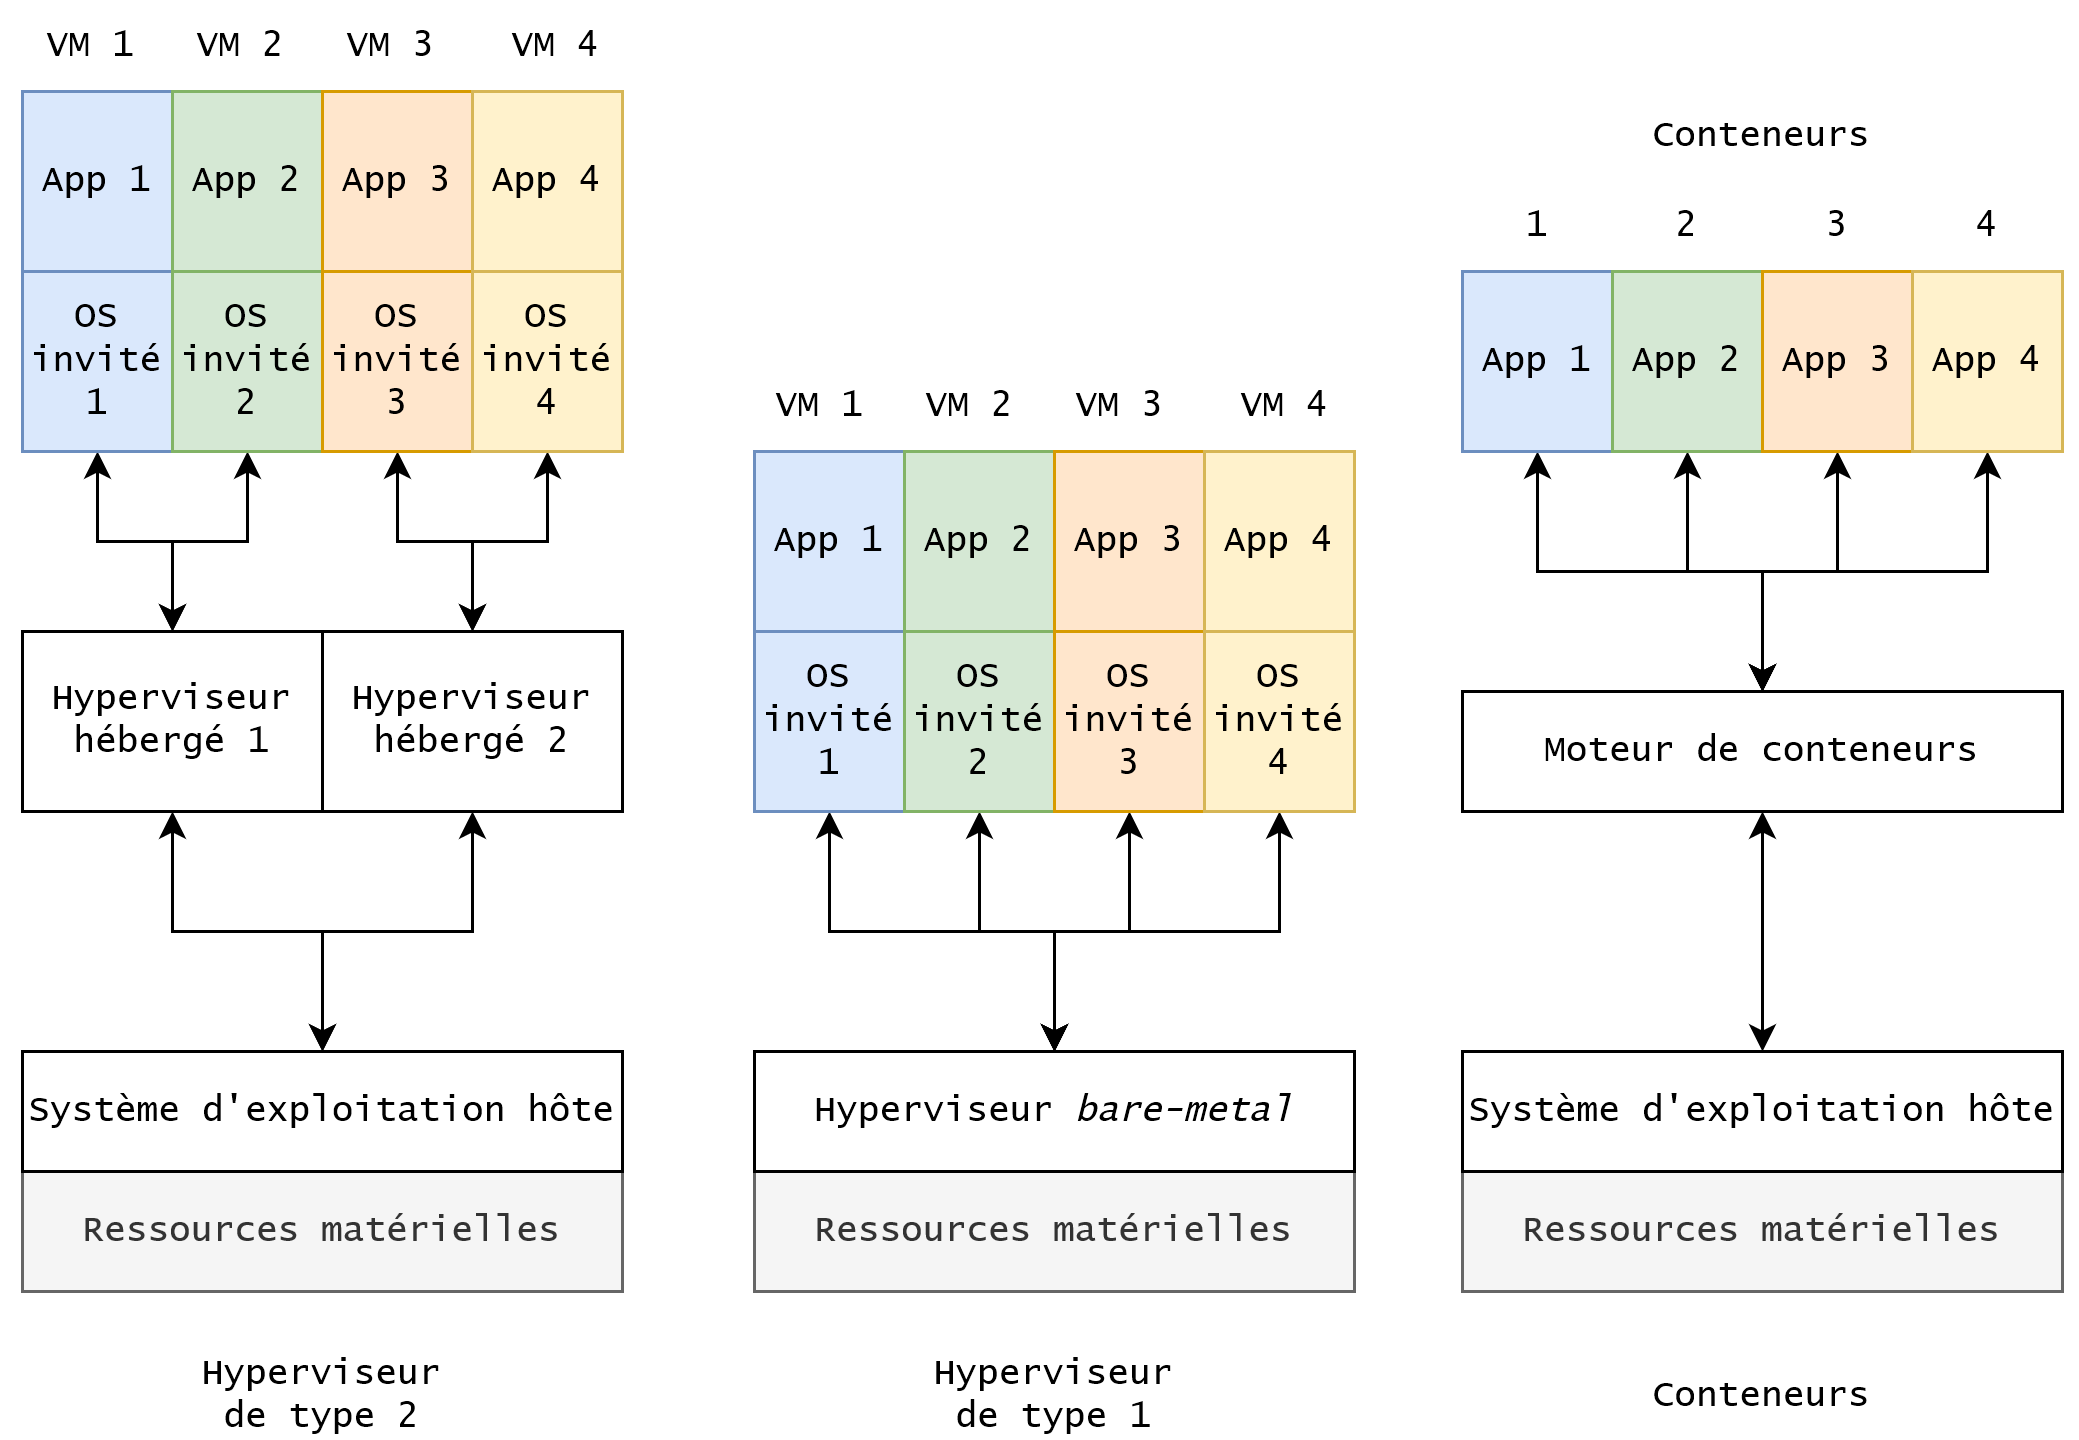 VM 1
VM 2
VM 3
VM 4
App 1
App 2
App 3
App 4
OS
invité
1
OS
invité
2
OS
invité
3
OS
invité
4
Hyperviseur
hébergé 1
Hyperviseur
hébergé 2
Système d'exploitation hôte
Ressources matérielles
Hyperviseur
de type 2
VM 1
VM 2
VM 3
VM 4
App 1
App 2
App 3
App 4
OS
invité
1
OS
invité
2
OS
invité
3
OS
invité
4
Hyperviseur bare-metal
Ressources matérielles
Hyperviseur
de type 1
Conteneurs
1
2
3
4
App 1
App 2
App 3
App 4
Moteur de conteneurs
Système d'exploitation hôte
Ressources matérielles
Conteneurs